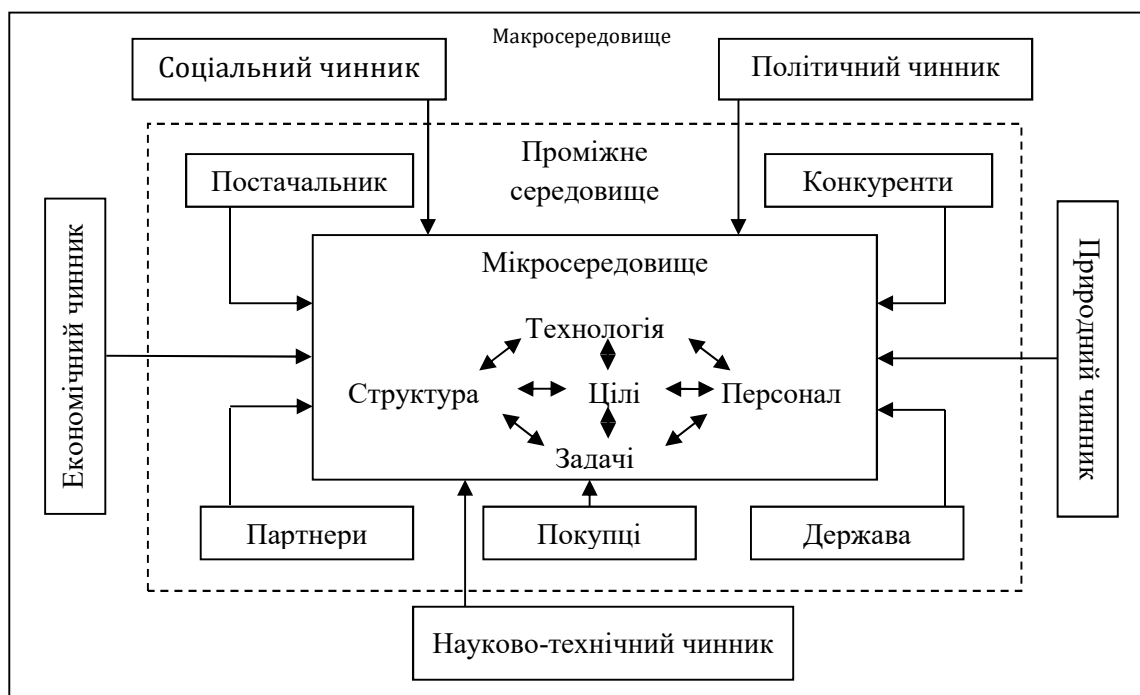 Макросередовище
Соціальний чинник
Політичний чинник
Проміжне
середовище
Постачальник
Конкуренти
Економічний чинник
Природний чинник
Мікросередовище
Технологія
Структура
Цілі
Персонал
Задачі
Партнери
Покупці
Держава
Науково-технічний чинник